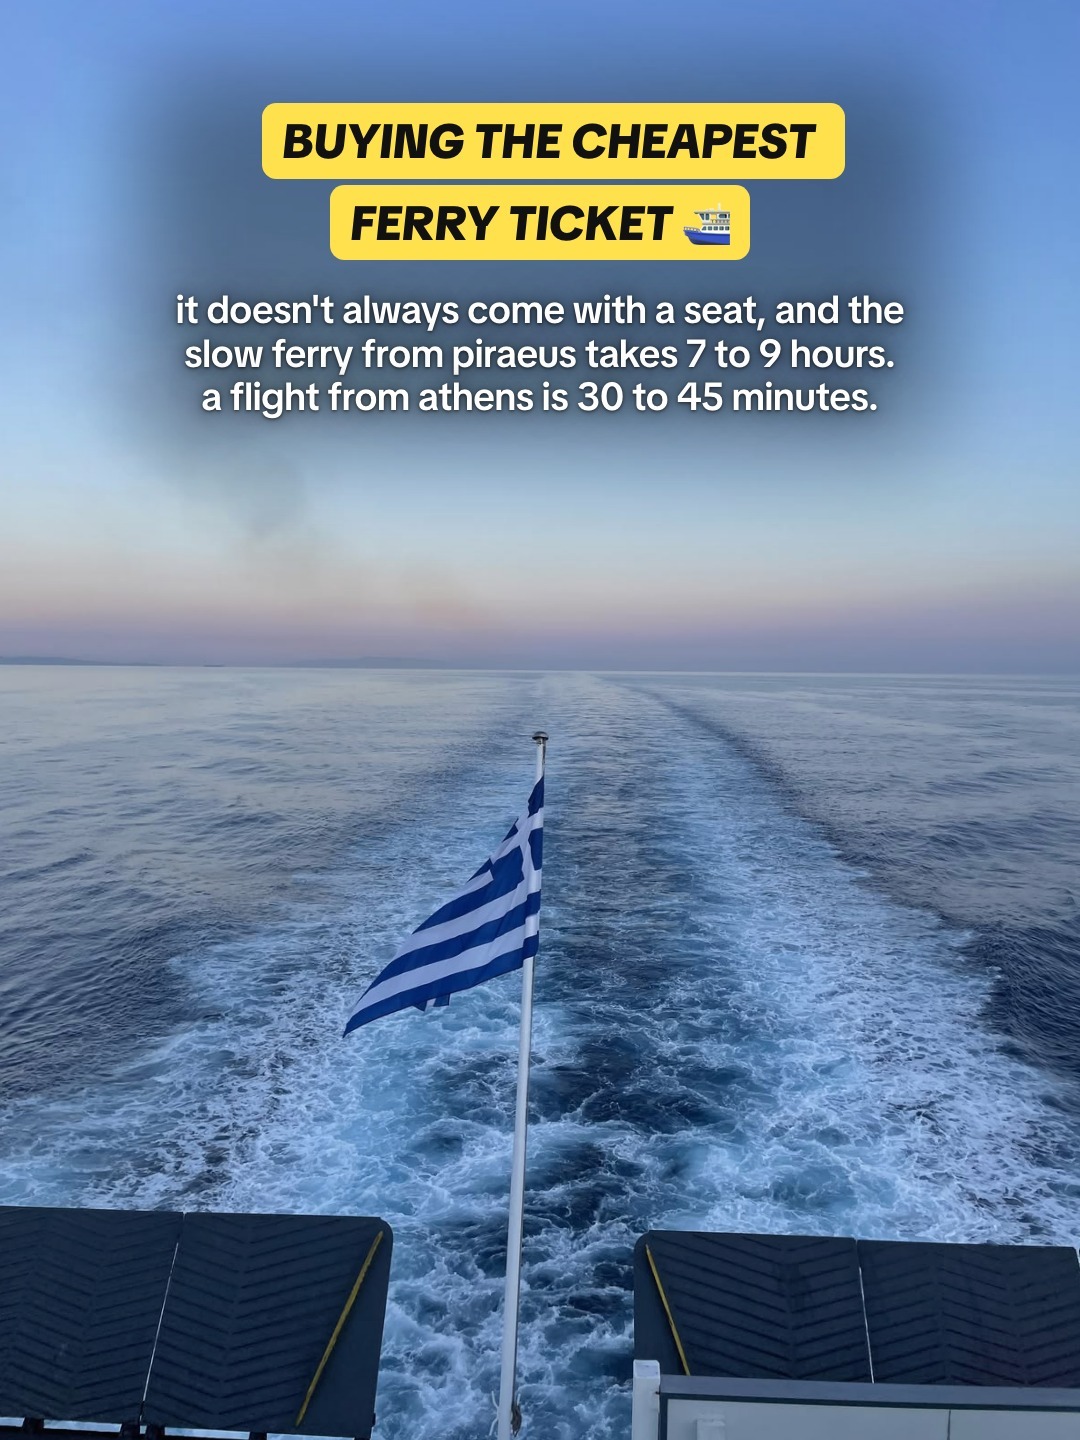 BUYING THE CHEAPEST
FERRY TICKET ⛴️
it doesn't always come with a seat, and the
slow ferry from piraeus takes 7 to 9 hours.
a flight from athens is 30 to 45 minutes.